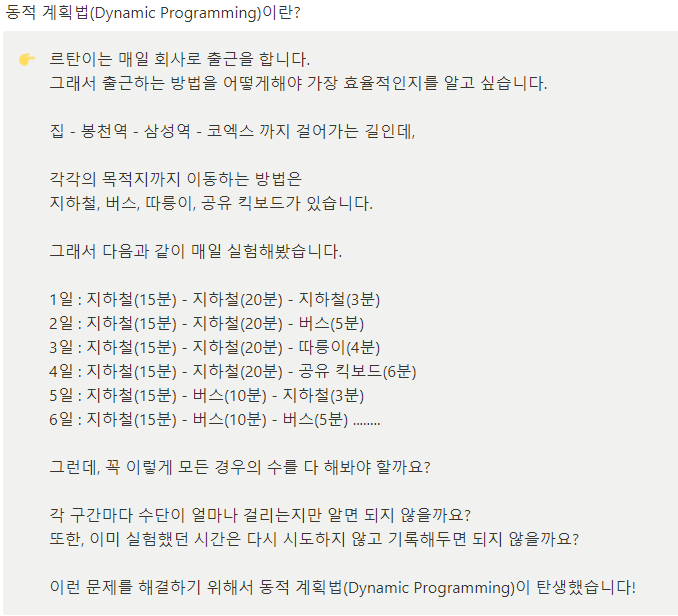 동적 계획법(Dynamic Programming)이란?
르탄이는 매일 회사로 출근을 합니다.
그래서 출근하는 방법을 어떻게해야 가장 효율적인지를 알고 싶습니다.
집 - 봉천역 - 삼성역 - 코엑스 까지 걸어가는 길인데,
각각의 목적지까지 이동하는 방법은
지하철, 버스, 따릉이, 공유 킥보드가 있습니다.
그래서 다음과 같이 매일 실험해봤습니다.
1일 : 지하철(15분) - 지하철(20분) - 지하철(3분)
2일 : 지하철(15분) - 지하철(20분) - 버스(5분)
3일 : 지하철(15분) - 지하철(20분) - 따릉이(4분)
4일 : 지하철(15분) - 지하철(20분) - 공유 킥보드(6분)
5일 : 지하철(15분) - 버스(10분) - 지하철(3분)
6일 : 지하철(15분) - 버스(10분) - 버스(5분) ........
그런데, 꼭 이렇게 모든 경우의 수를 다 해봐야 할까요?
각 구간마다 수단이 얼마나 걸리는지만 알면 되지 않을까요?
또한, 이미 실험했던 시간은 다시 시도하지 않고 기록해두면 되지 않을까요?
이런 문제를 해결하기 위해서 동적 계획법(Dynamic Programming)이 탄생했습니다!